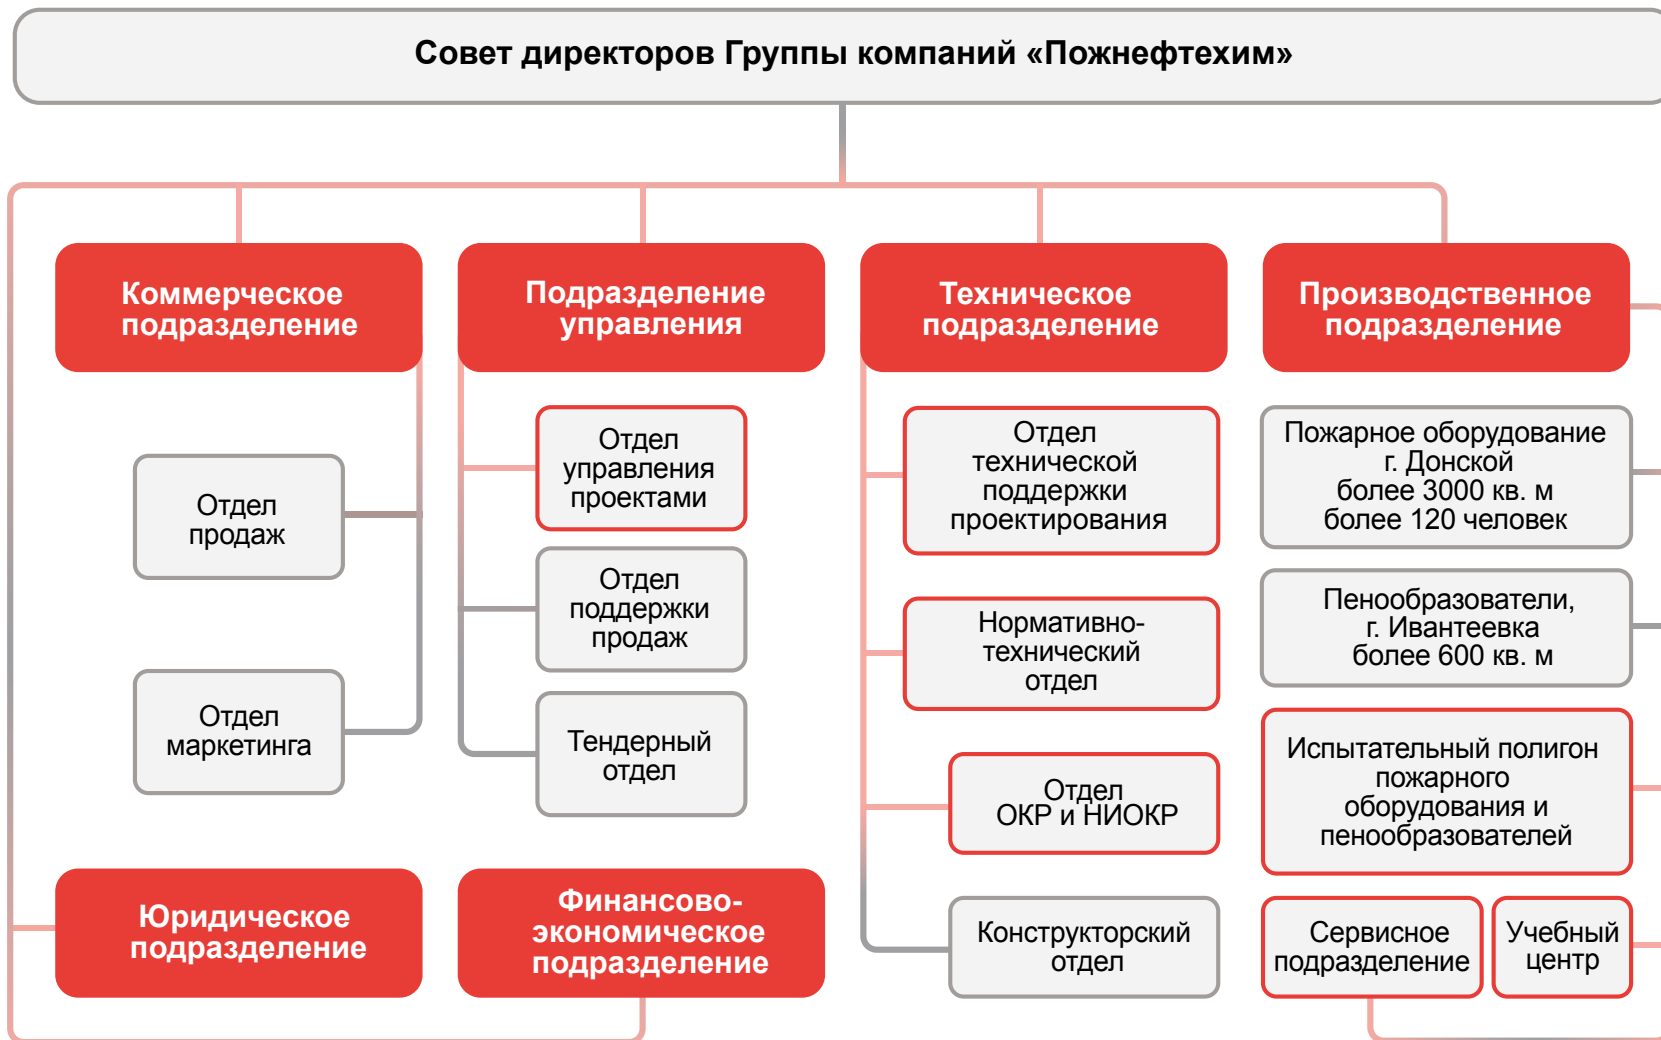 Совет директоров Группы компаний «Пожнефтехим»
Коммерческое
подразделение
Отдел
продаж
Отдел
маркетинга
Подразделение
управления
Отдел
управления
проектами
Отдел
поддержки
продаж
Тендерный
отдел
Техническое
подразделение
Отдел
технической
поддержки
проектирования
Нормативно-
технический
отдел
Отдел
ОКР и НИОКР
Конструкторский
отдел
Производственное
подразделение
Пожарное оборудование
г. Донской
более 3000 кв. м
более 120 человек
Пенообразователи,
г. Ивантеевка
более 600 кв. м
Испытательный полигон
пожарного
оборудования и
пенообразователей
Сервисное
подразделение
Учебный
центр
Юридическое
подразделение
Финансово-
экономическое
подразделение